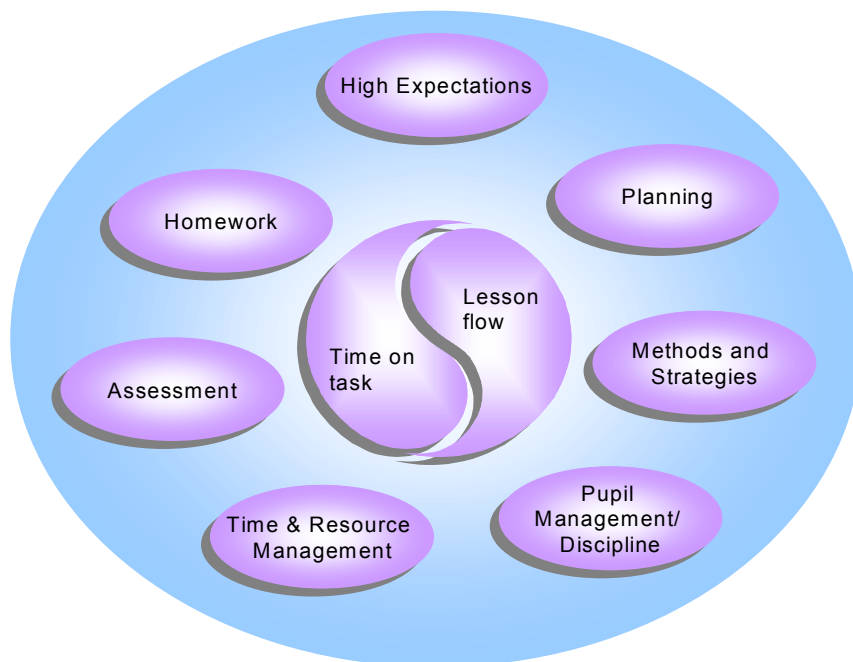 High Expectations
Planning
Homework
Lesson
flow
Time on
task
Methods and
Strategies
Assessment
Pupil
Management/
Discipline
Time & Resource
Management